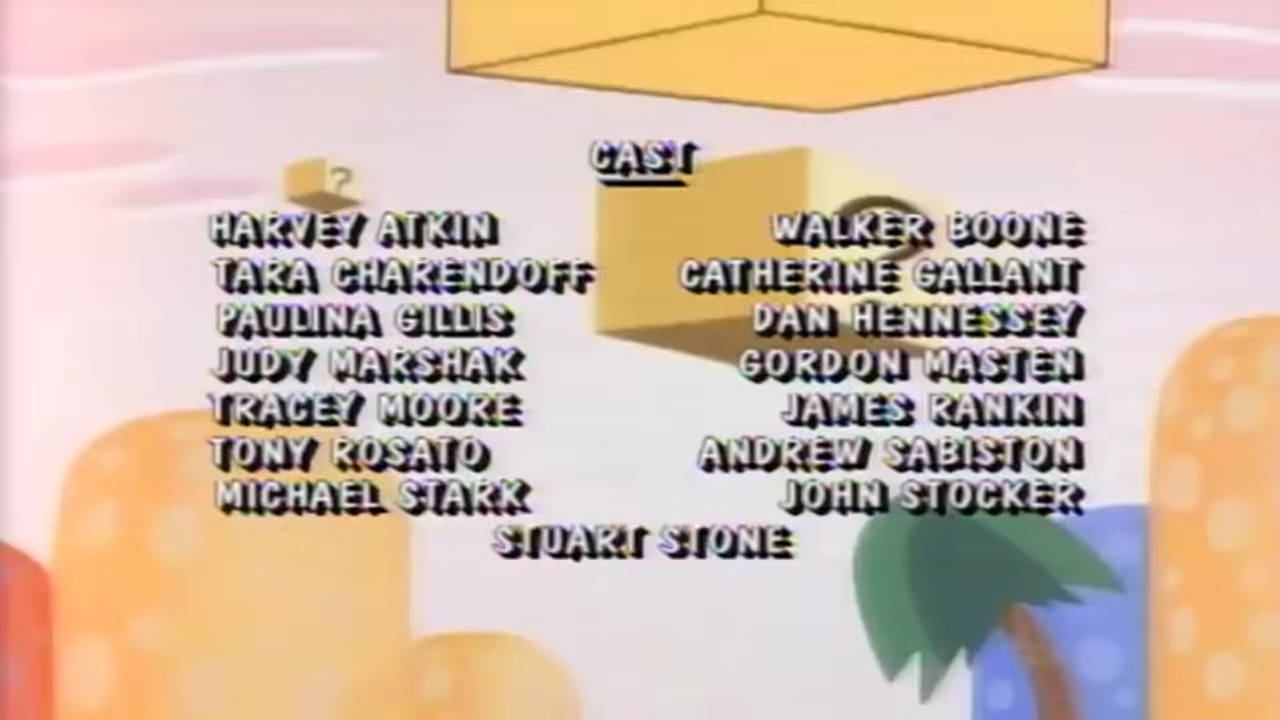 CAST
HARVEY ATKIN WALKER BOONE
TARA CHARENDOFF CATHERINE GALLANT
PAULINA GILLIS DAN HENNESSEY
JUDY MARSHAK GORDON MASTEN
TRACEY MOORE JAMES RANKIN
TONY ROSATO ANDREW SABISTON
MICHAEL STARK JOHN STOCKER
STUART STONE
?
?